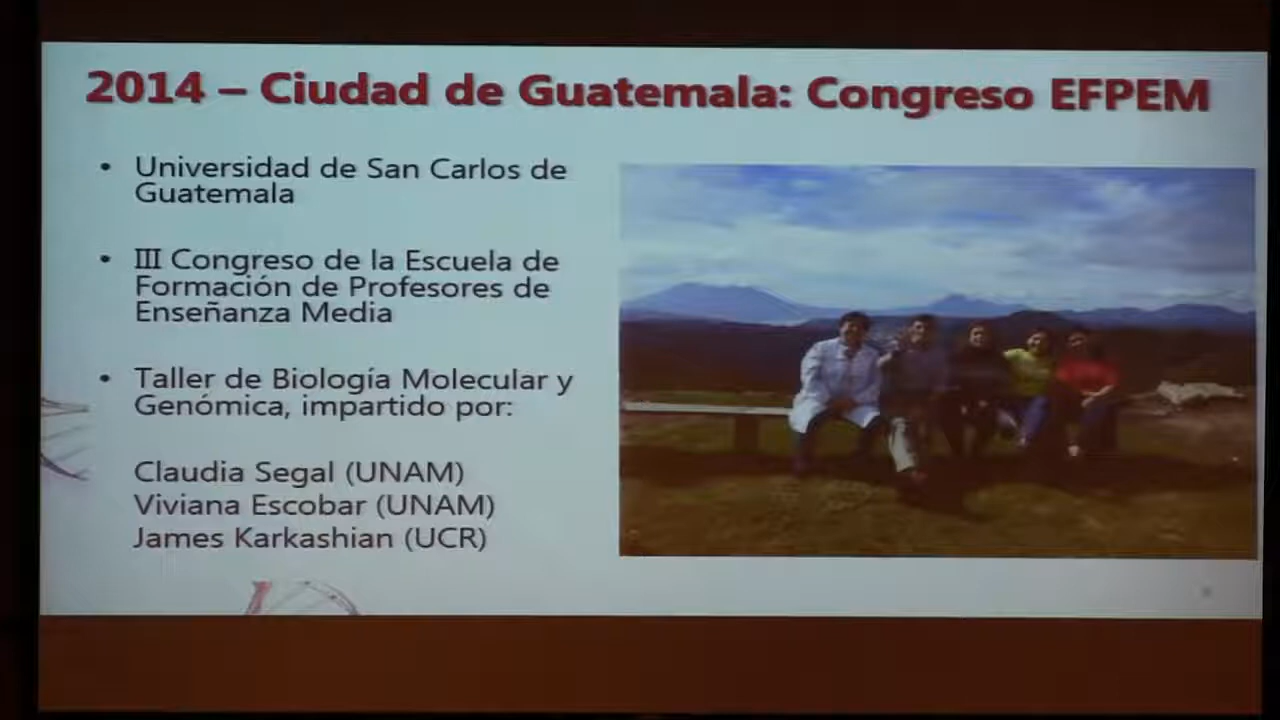 2014 – Ciudad de Guatemala: Congreso EFPEM
• Universidad de San Carlos de
Guatemala
• III Congreso de la Escuela de
Formación de Profesores de
Enseñanza Media
• Taller de Biología Molecular y
Genómica, impartido por:
Claudia Segal (UNAM)
Viviana Escobar (UNAM)
James Karkashian (UCR)